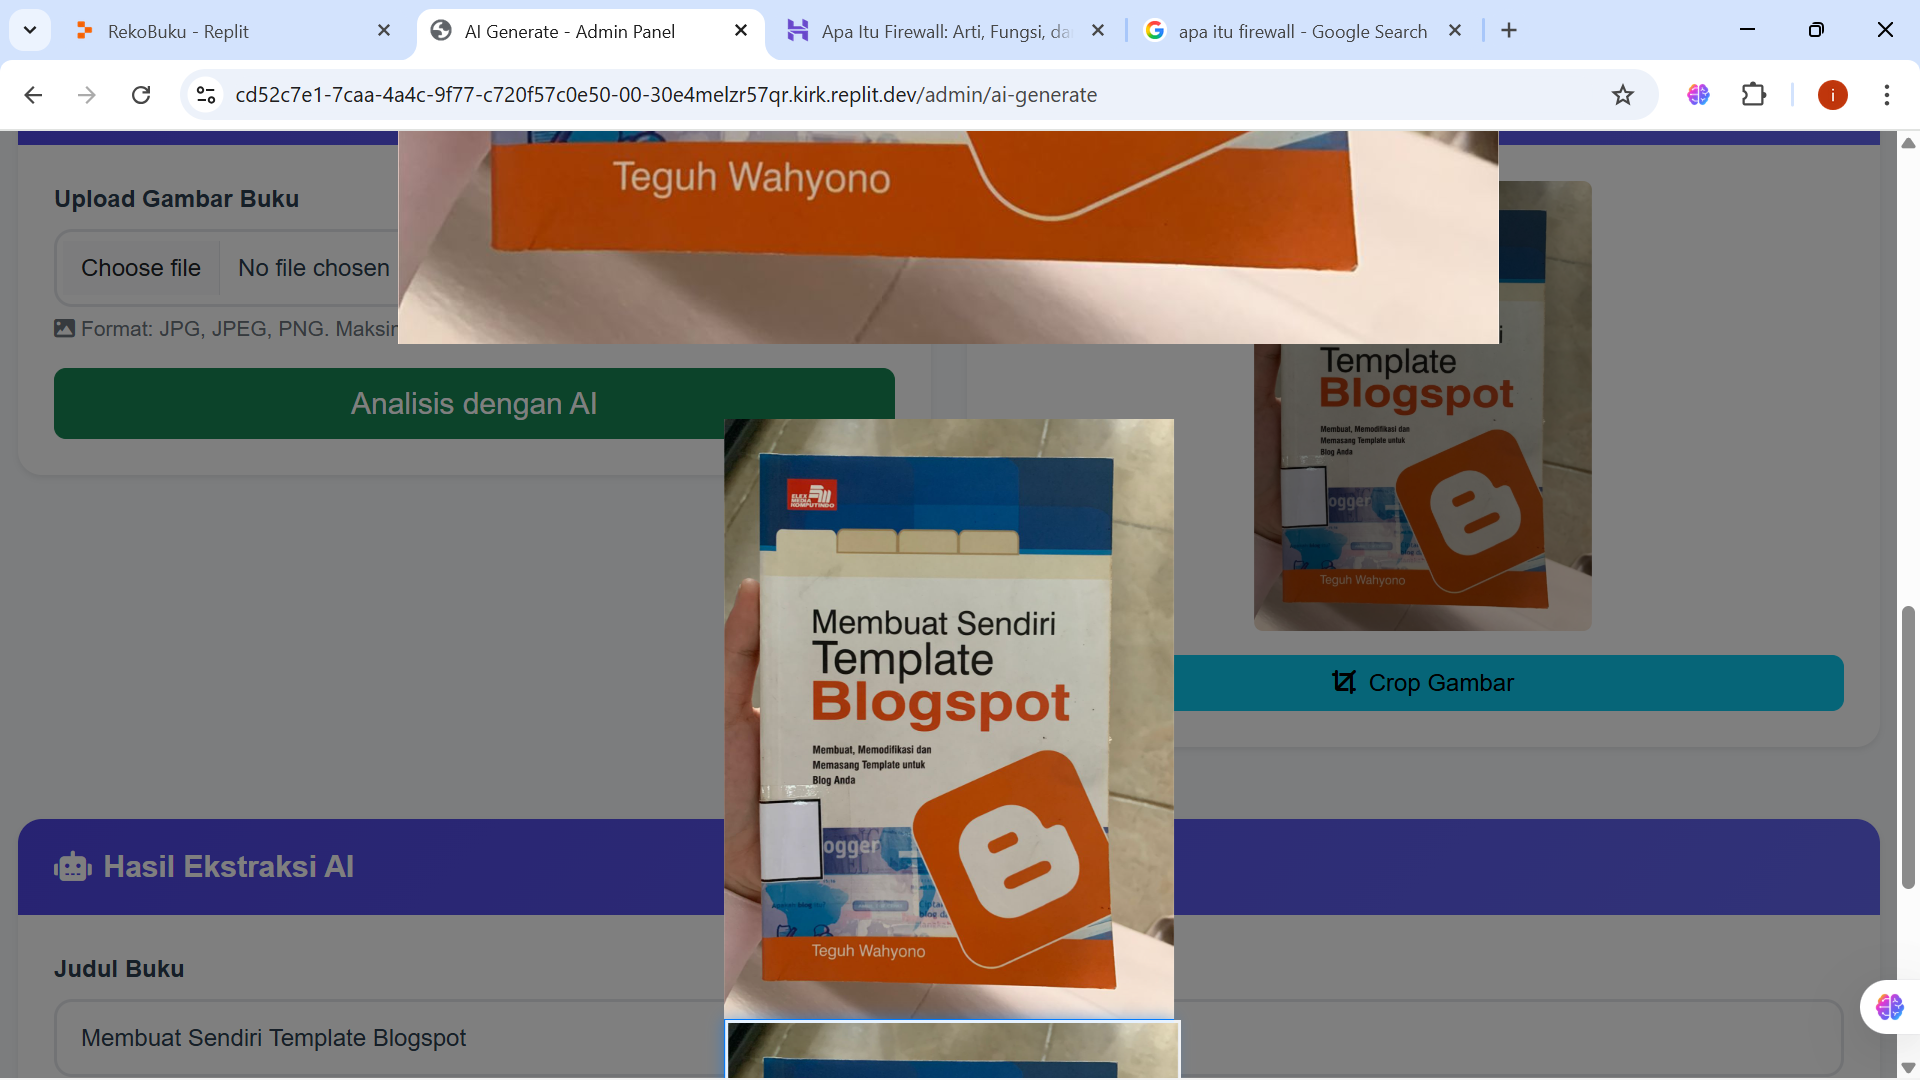 RekoBuku - Replit
AI Generate - Admin Panel
Apa Itu Firewall: Arti, Fungsi, da
apa itu firewall - Google Search
cd52c7e1-7caa-4a4c-9f77-c720f57c0e50-00-30e4melzr57qr.kirk.replit.dev/admin/ai-generate
i
Teguh Wahyono
Upload Gambar Buku
Choose file No file chosen
Format: JPG, JPEG, PNG.
Analisis dengan AI
Template
Blogspot
Membuat, Memodifikasi dan
Memasang Template untuk
Blog Anda
ogger
Teguh Wahyono
Crop Gambar
ELEX
MEDIA
KOMPUTINDO
Membuat Sendiri
Template
Blogspot
Membuat, Memodifikasi dan
Memasang Template untuk
Blog Anda
ogger
Teguh Wahyono
Hasil Ekstraksi AI
Judul Buku
Membuat Sendiri Template Blogspot